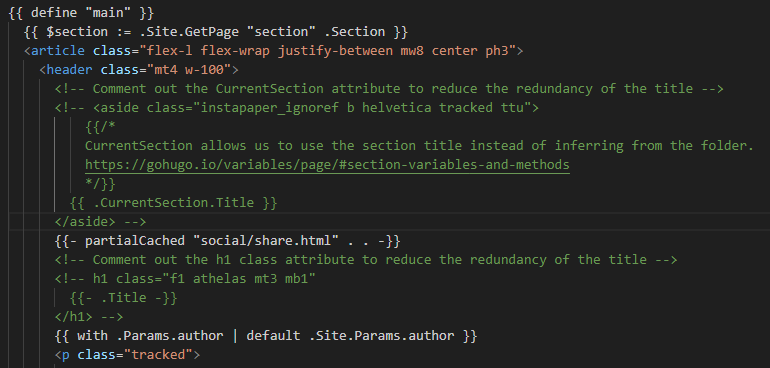 {{ define "main" }}
{{ $section := .Site.GetPage "section" .Section }}
<article class="flex-l flex-wrap justify-between mw8 center ph3">
<header class="mt4 w-100">
<!-- Comment out the CurrentSection attribute to reduce the redundancy of the title -->
<!-- <aside class="instapaper_ignoref b helvetica tracked ttu">
{{/*
CurrentSection allows us to use the section title instead of inferring from the folder.
https://gohugo.io/variables/page/#section-variables-and-methods
*/}}
{{ .CurrentSection.Title }}
</aside> -->
{{- partialCached "social/share.html" . . -}}
<!-- Comment out the h1 class attribute to reduce the redundancy of the title -->
<!-- h1 class="f1 athelas mt3 mb1"
{{- .Title -}}
</h1> -->
{{ with .Params.author | default .Site.Params.author }}
<p class="tracked">